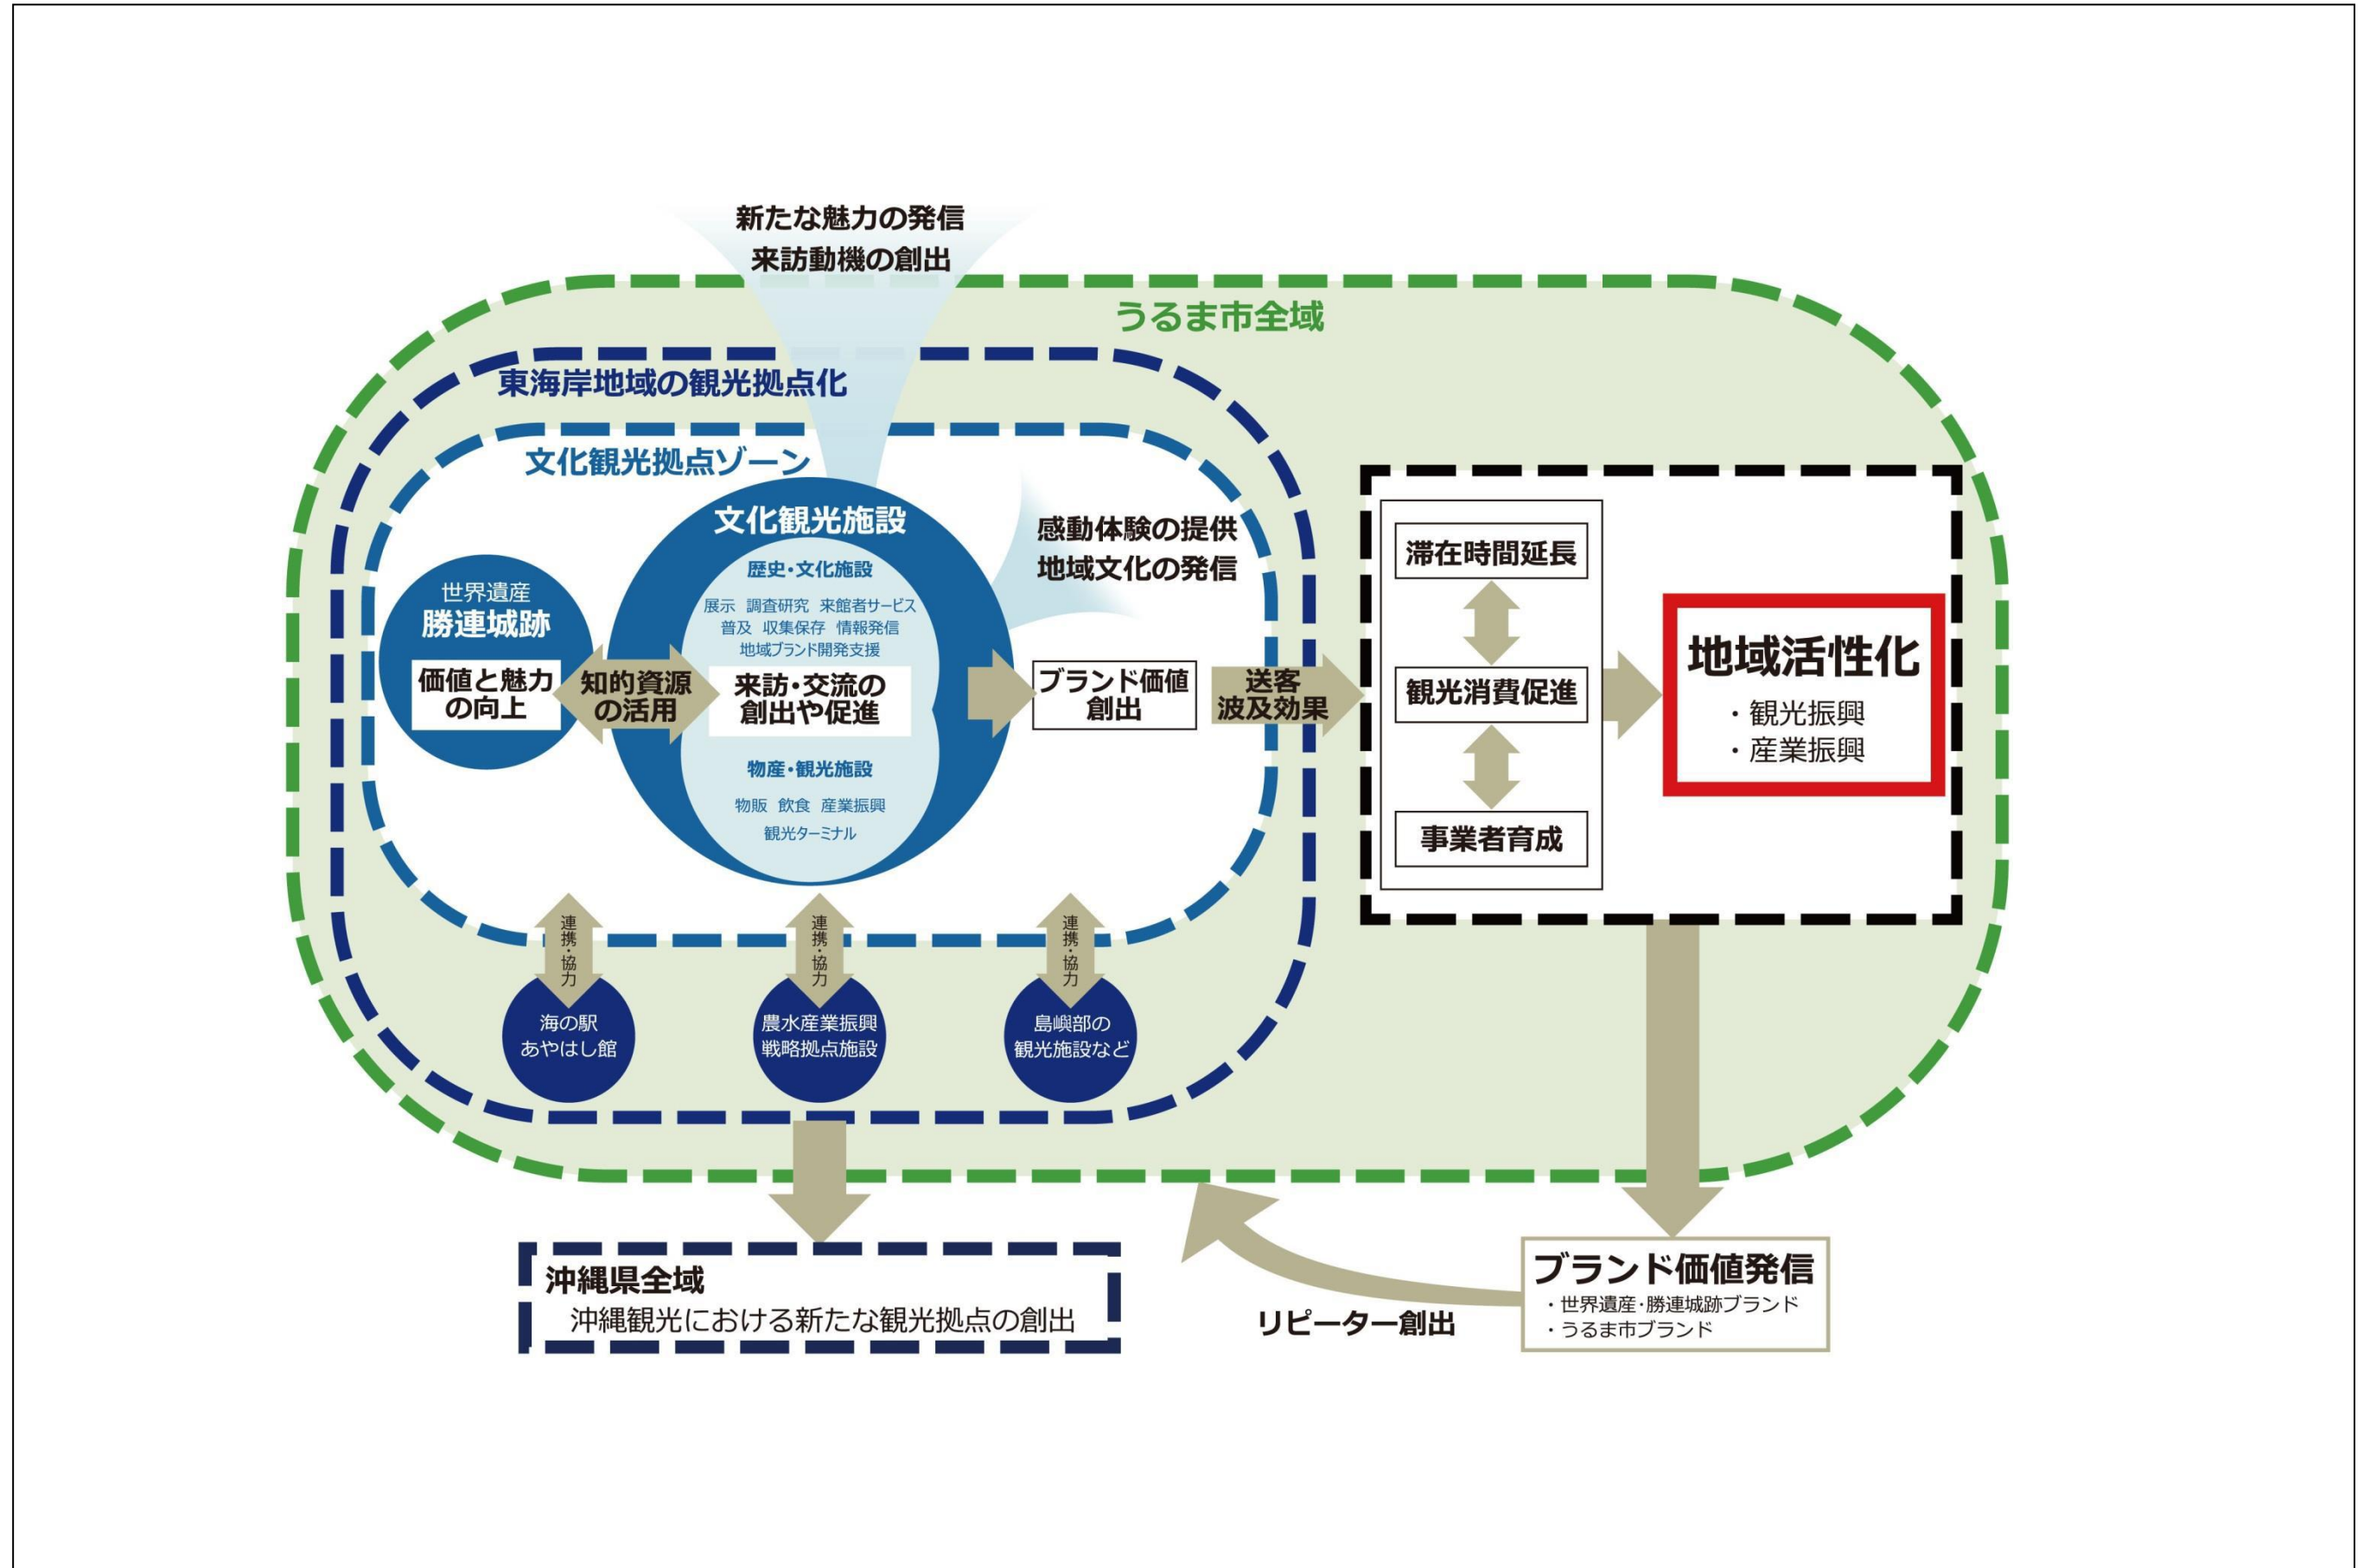 新たな魅力の発信
来訪動機の創出
うるま市全域
東海岸地域の観光拠点化
文化観光拠点ゾーン
文化観光施設
歴史・文化施設
展示 調査研究 来館者サービス
普及 収集保存 情報発信
地域ブランド開発支援
来訪・交流の
創出や促進
物産・観光施設
物販 飲食 産業振興
観光ターミナル
世界遺産
勝連城跡
価値と魅力
の向上
知的資源
の活用
感動体験の提供
地域文化の発信
ブランド価値
創出
送客
波及効果
滞在時間延長
観光消費促進
事業者育成
地域活性化
・観光振興
・産業振興
連携・協力
連携・協力
連携・協力
海の駅
あやはし館
農水産業振興
戦略拠点施設
島嶼部の
観光施設など
沖縄県全域
沖縄観光における新たな観光拠点の創出
リピーター創出
ブランド価値発信
・世界遺産・勝連城跡ブランド
・うるま市ブランド